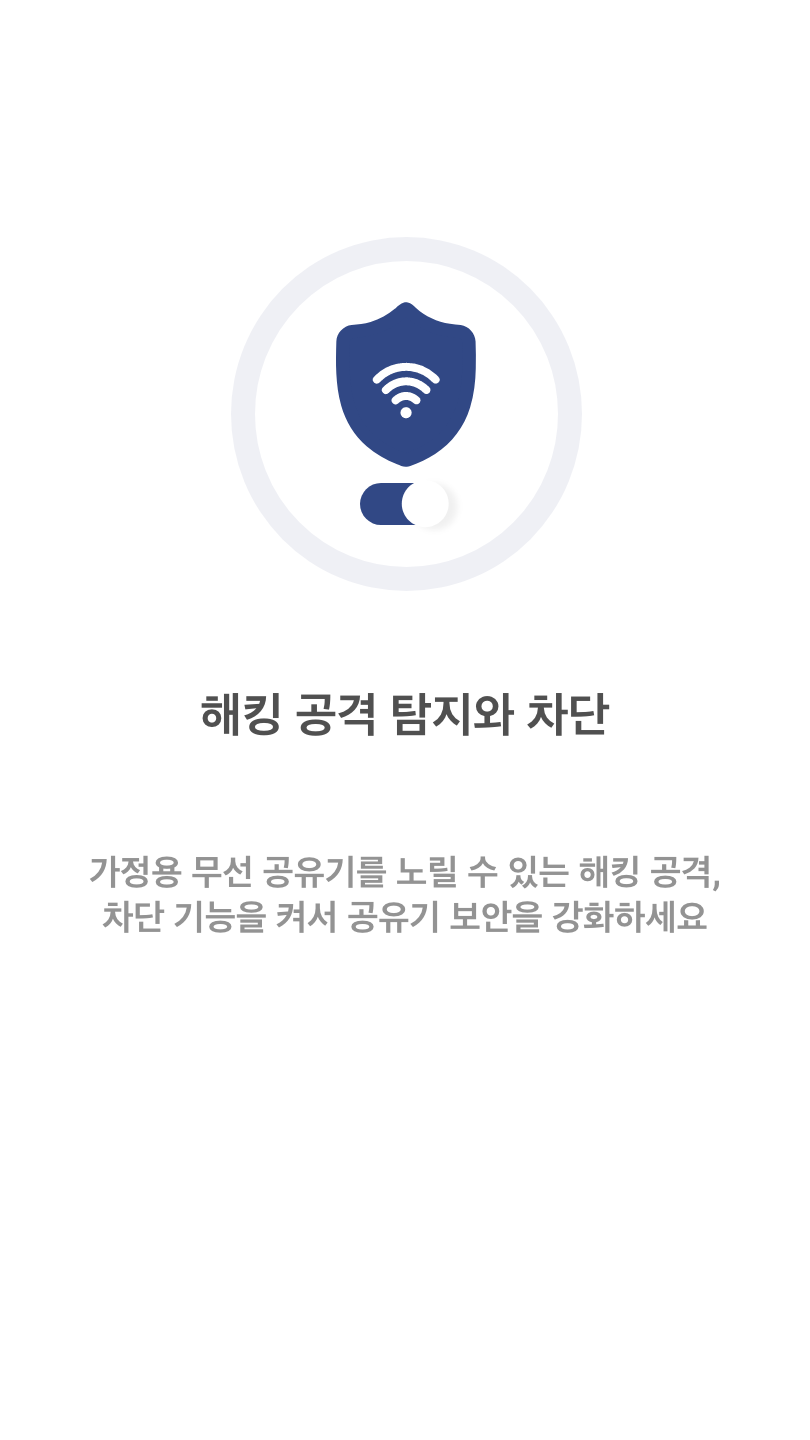 해킹 공격 탐지와 차단
가정용 무선 공유기를 노릴 수 있는 해킹 공격,
차단 기능을 켜서 공유기 보안을 강화하세요